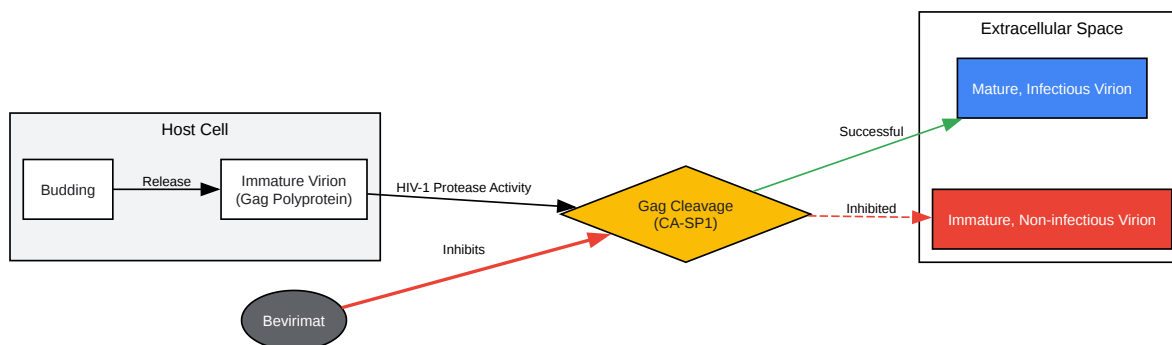 Extracellular Space
Mature, Infectious Virion
Host Cell
Successful
Budding
Release
Immature Virion
(Gag Polyprotein)
HIV-1 Protease Activity
Gag Cleavage
(CA-SP1)
Inhibited
Immature, Non-infectious Virion
Inhibits
Bevirimat